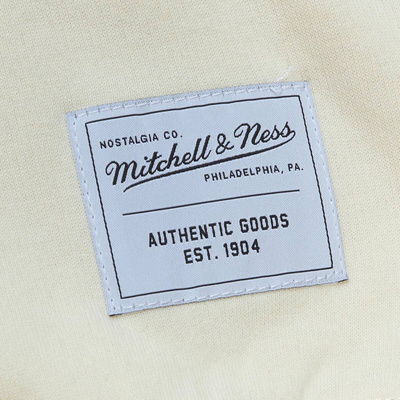 NOSTALGIA CO.
Mitchell & Ness
PHILADELPHIA, PA.
AUTHENTIC GOODS
EST. 1904